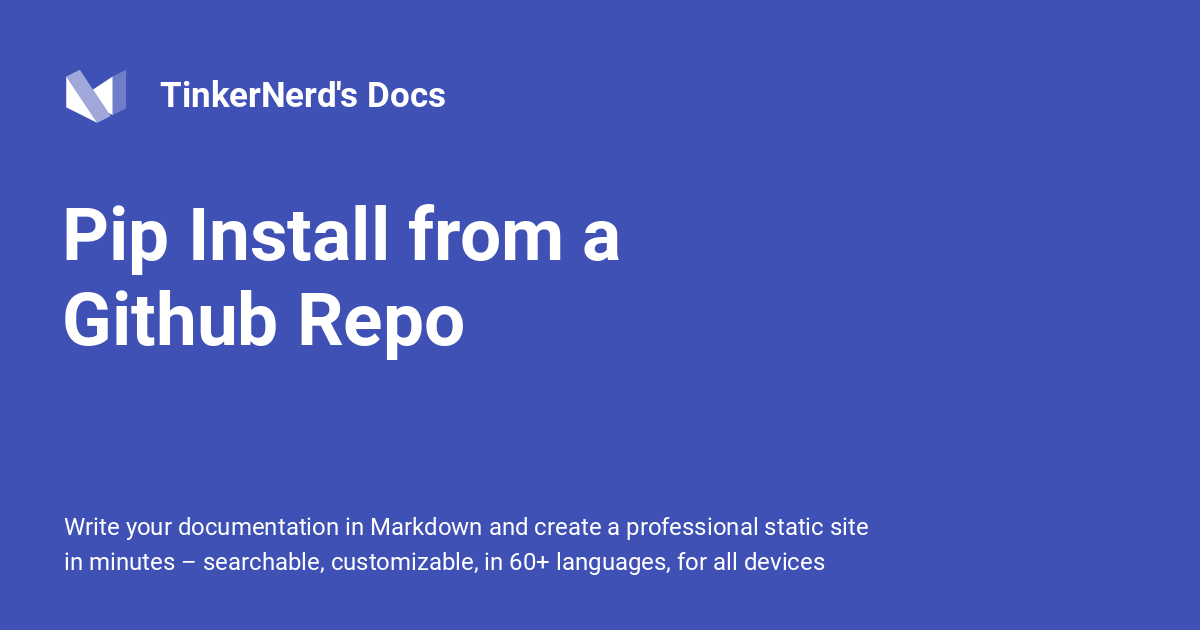 TinkerNerd's Docs
Pip Install from a
Github Repo
Write your documentation in Markdown and create a professional static site
in minutes – searchable, customizable, in 60+ languages, for all devices